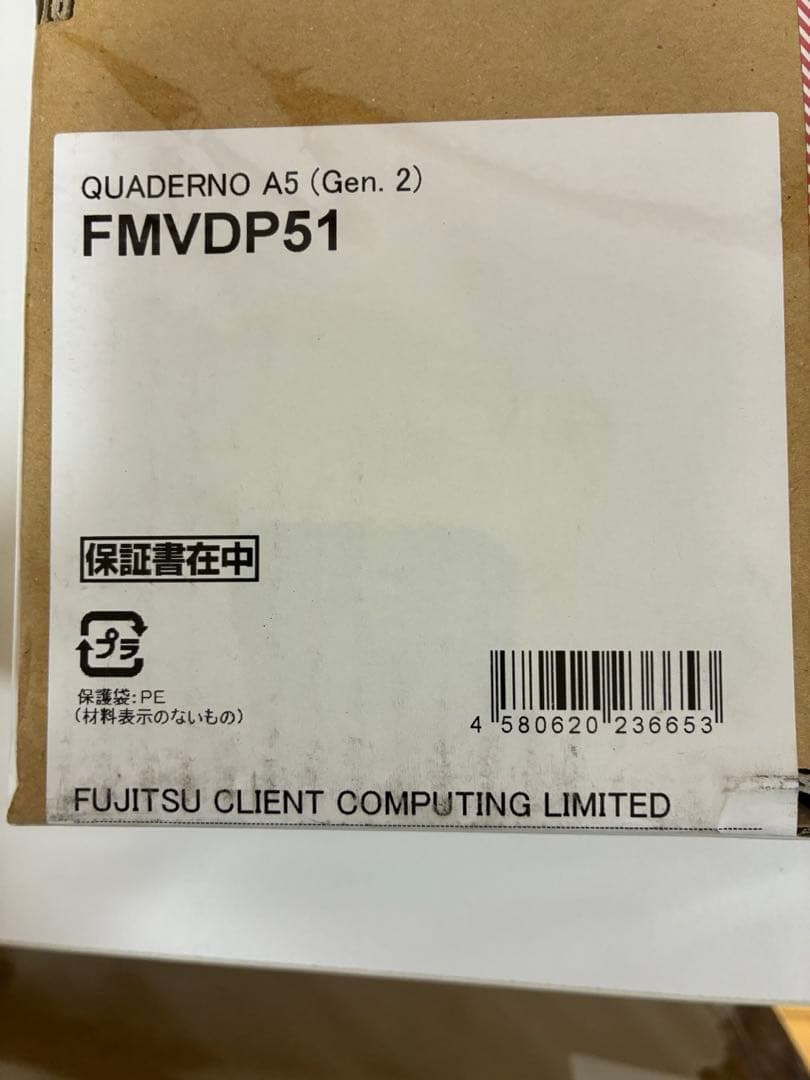 QUADERNO A5 (Gen. 2)
FMVDP51
保証書在中
プラ
保護袋:PE
(材料表示のないもの)
4 580620 236653
FUJITSU CLIENT COMPUTING LIMITED